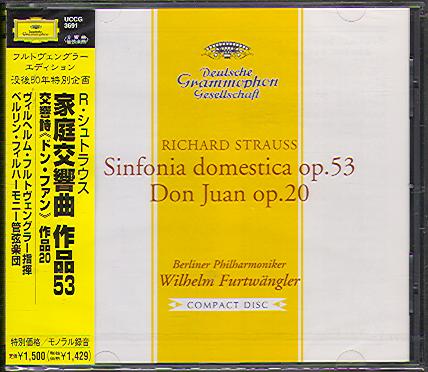 UCCG
3691
フルトヴェングラー
エディション
没後50年特別企画
R・シュトラウス
家庭交響曲 作品53
交響詩《ドン・ファン》 作品20
ヴィルヘルム・フルトヴェングラー指揮
ベルリン・フィルハーモニー管弦楽団
特別価格/モノラル録音
¥1,500
¥1,429
Deutsche
Grammophon
Gesellschaft
RICHARD STRAUSS
Sinfonia domestica op.53
Don Juan op.20
Berliner Philharmoniker
Wilhelm Furtwängler
COMPACT DISC